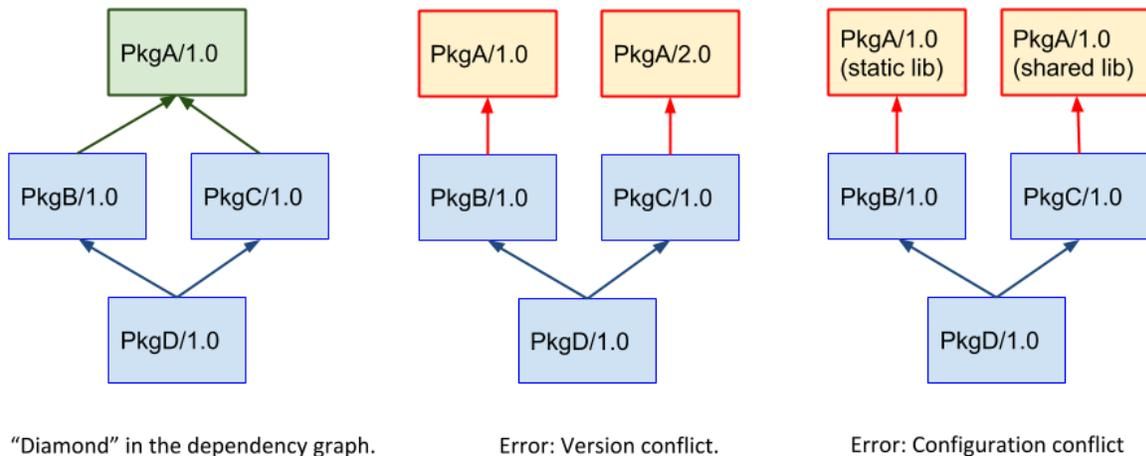 PkgA/1.0
PkgB/1.0
PkgC/1.0
PkgD/1.0
“Diamond” in the dependency graph.
PkgA/1.0
PkgA/2.0
PkgB/1.0
PkgC/1.0
PkgD/1.0
Error: Version conflict.
PkgA/1.0
(static lib)
PkgA/1.0
(shared lib)
PkgB/1.0
PkgC/1.0
PkgD/1.0
Error: Configuration conflict